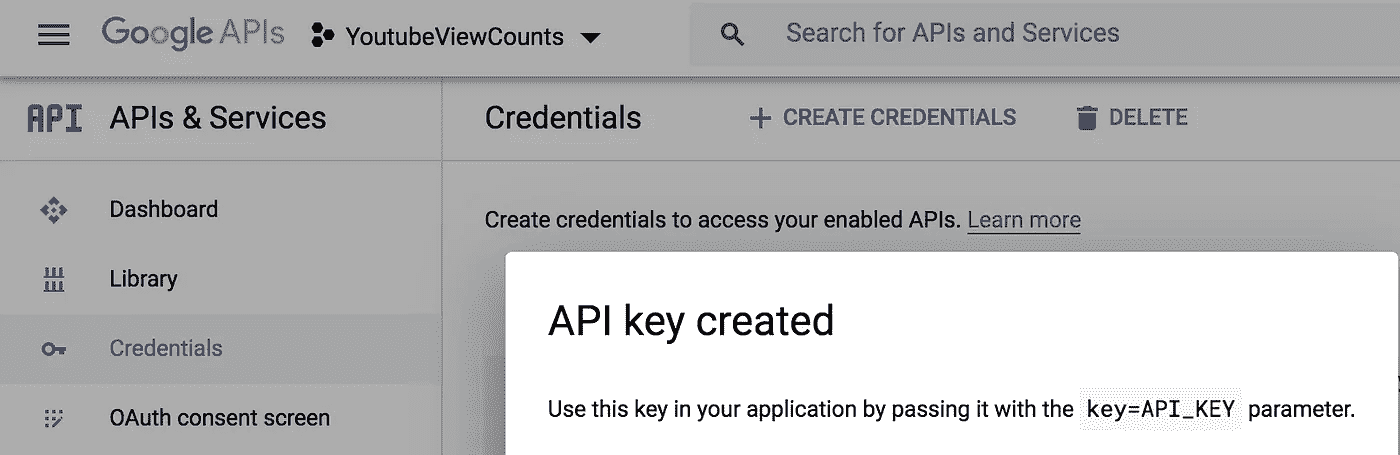 Google APIs YoutubeViewCounts Search for APIs and Services
API APIs & Services Credentials + CREATE CREDENTIALS DELETE
Dashboard
Create credentials to access your enabled APIs. Learn more
Library
API key created
Credentials
Use this key in your application by passing it with the key=API_KEY parameter.
OAuth consent screen